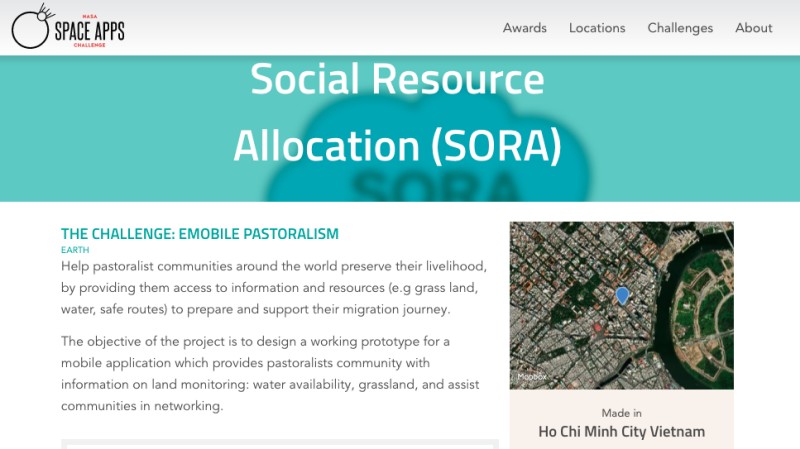 NASA
SPACE APPS
CHALLENGE
Awards Locations Challenges About
Social Resource
Allocation (SORA)
SORA
THE CHALLENGE: EMOBILE PASTORALISM
EARTH
Help pastoralist communities around the world preserve their livelihood,
by providing them access to information and resources (e.g grass land,
water, safe routes) to prepare and support their migration journey.
The objective of the project is to design a working prototype for a
mobile application which provides pastoralists community with
information on land monitoring: water availability, grassland, and assist
communities in networking.
Mapbox
Made in
Ho Chi Minh City Vietnam